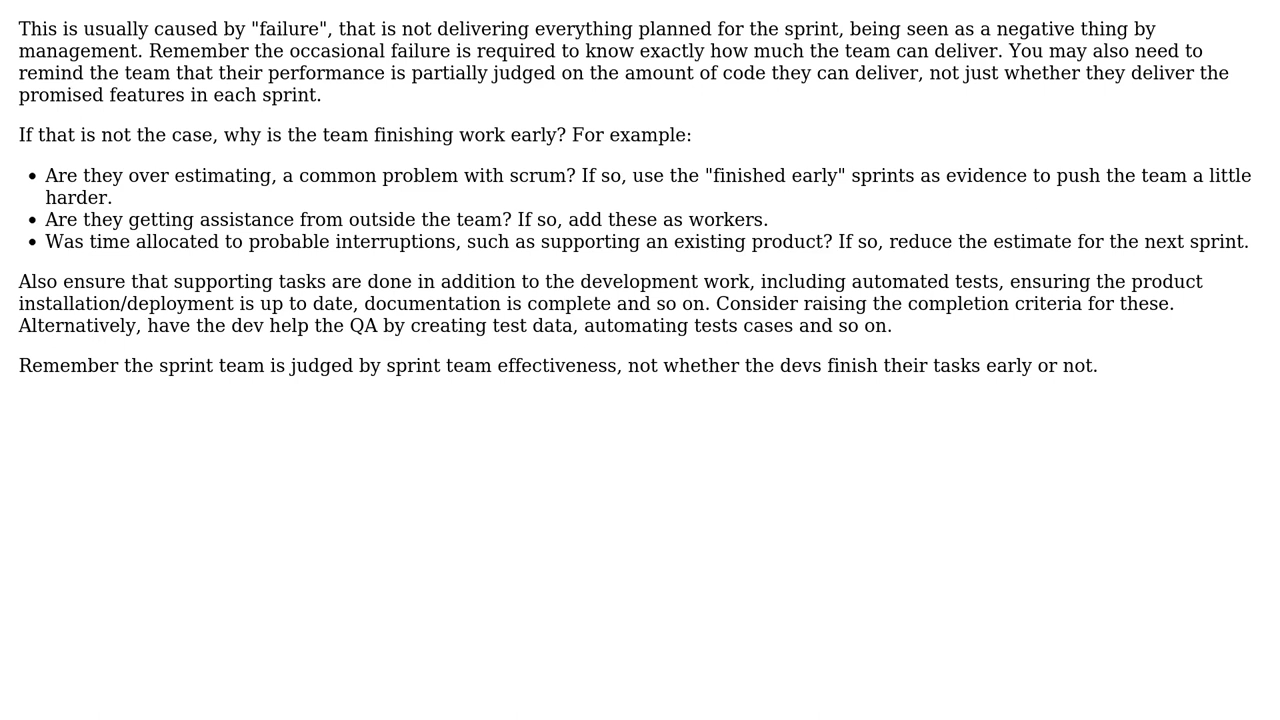 This is usually caused by "failure", that is not delivering everything planned for the sprint, being seen as a negative thing by
management. Remember the occasional failure is required to know exactly how much the team can deliver. You may also need to
remind the team that their performance is partially judged on the amount of code they can deliver, not just whether they deliver the
promised features in each sprint.
If that is not the case, why is the team finishing work early? For example:
• Are they over estimating, a common problem with scrum? If so, use the "finished early" sprints as evidence to push the team a little
harder.
• Are they getting assistance from outside the team? If so, add these as workers.
• Was time allocated to probable interruptions, such as supporting an existing product? If so, reduce the estimate for the next sprint.
Also ensure that supporting tasks are done in addition to the development work, including automated tests, ensuring the product
installation/deployment is up to date, documentation is complete and so on. Consider raising the completion criteria for these.
Alternatively, have the dev help the QA by creating test data, automating tests cases and so on.
Remember the sprint team is judged by sprint team effectiveness, not whether the devs finish their tasks early or not.